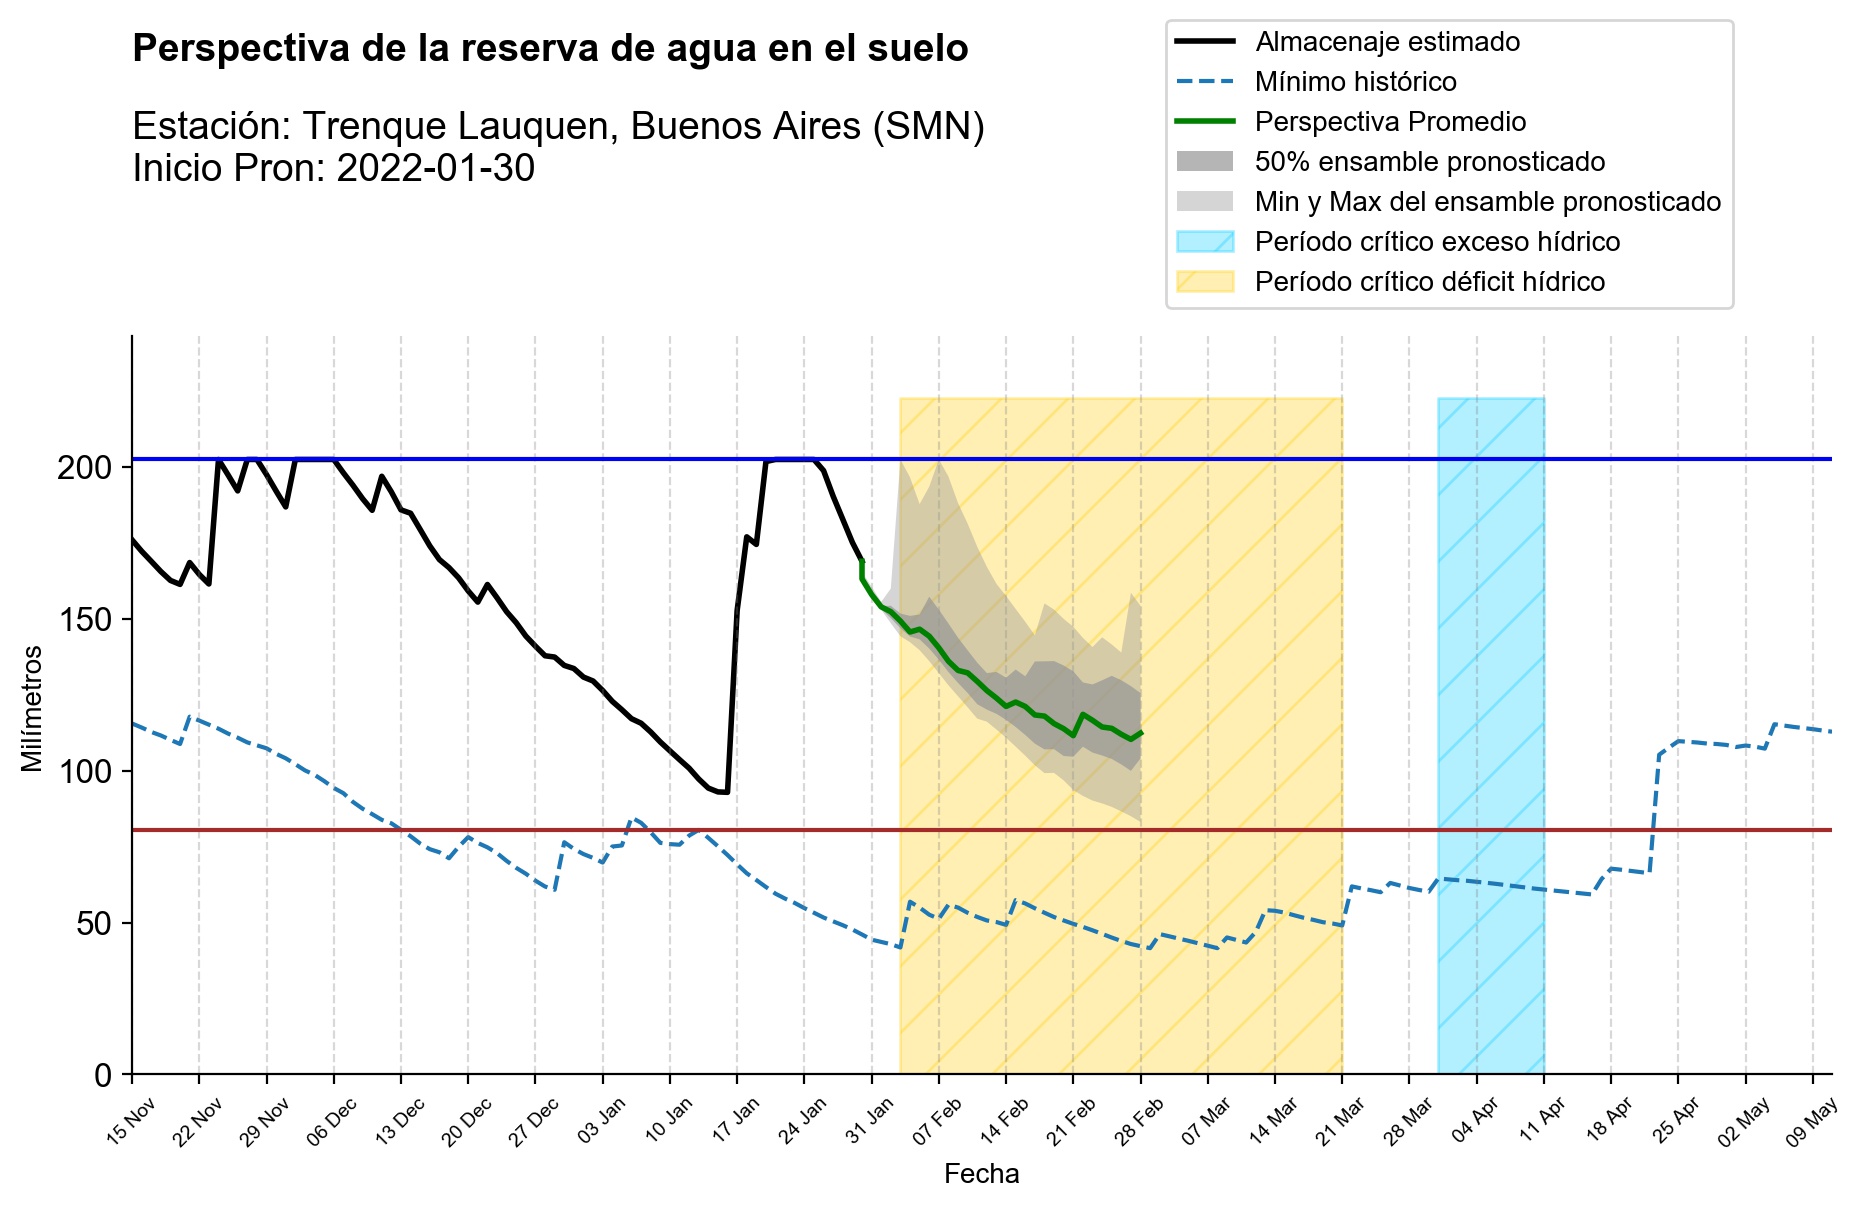 Perspectiva de la reserva de agua en el suelo
Estación: Trenque Lauquen, Buenos Aires (SMN)
Inicio Pron: 2022-01-30
Almacenaje estimado
Mínimo histórico
Perspectiva Promedio
50% ensamble pronosticado
Min y Max del ensamble pronosticado
Período crítico exceso hídrico
Período crítico déficit hídrico
Milímetros
200
150
100
50
0
15 Nov
22 Nov
29 Nov
06 Dec
13 Dec
20 Dec
27 Dec
03 Jan
10 Jan
17 Jan
24 Jan
31 Jan
07 Feb
14 Feb
21 Feb
28 Feb
07 Mar
14 Mar
21 Mar
28 Mar
04 Apr
11 Apr
18 Apr
25 Apr
02 May
09 May
Fecha